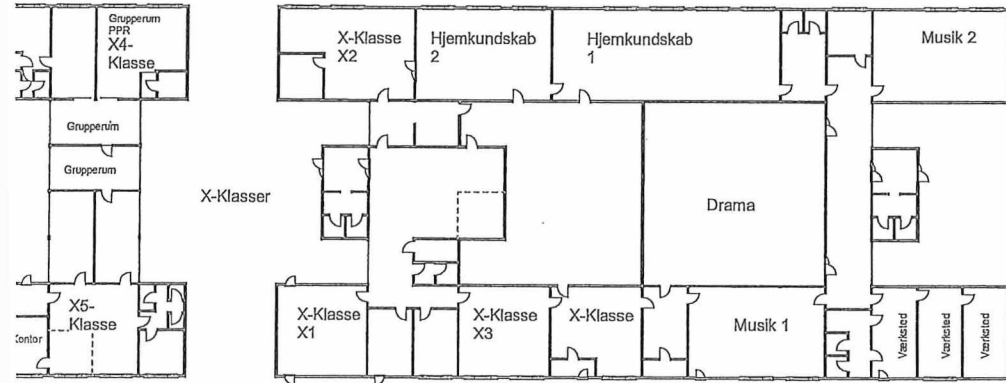 Grupperum
PPR
X4-
Klasse
X-Klasse
X2
Hjemkundskab
2
Hjemkundskab
1
Musik 2
Grupperum
Grupperum
X-Klasser
Drama
X5-
Klasse
Kontor
X-Klasse
X1
X-Klasse
X3
X-Klasse
Musik 1
Værksted
Værksted
Værksted